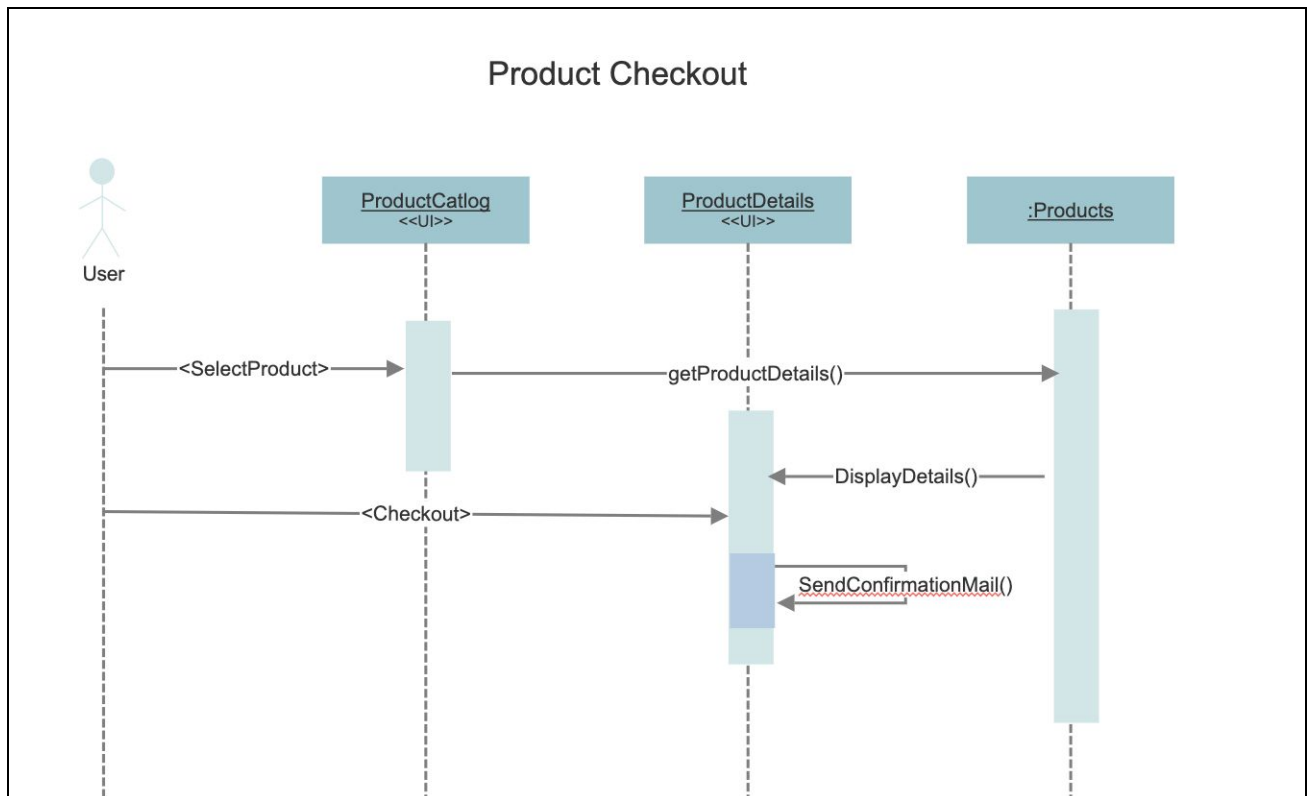 Product Checkout
ProductCatlog
<<UI>>
ProductDetails
<<UI>>
:Products
User
<SelectProduct>
getProductDetails()
DisplayDetails()
<Checkout>
SendConfirmationMail()